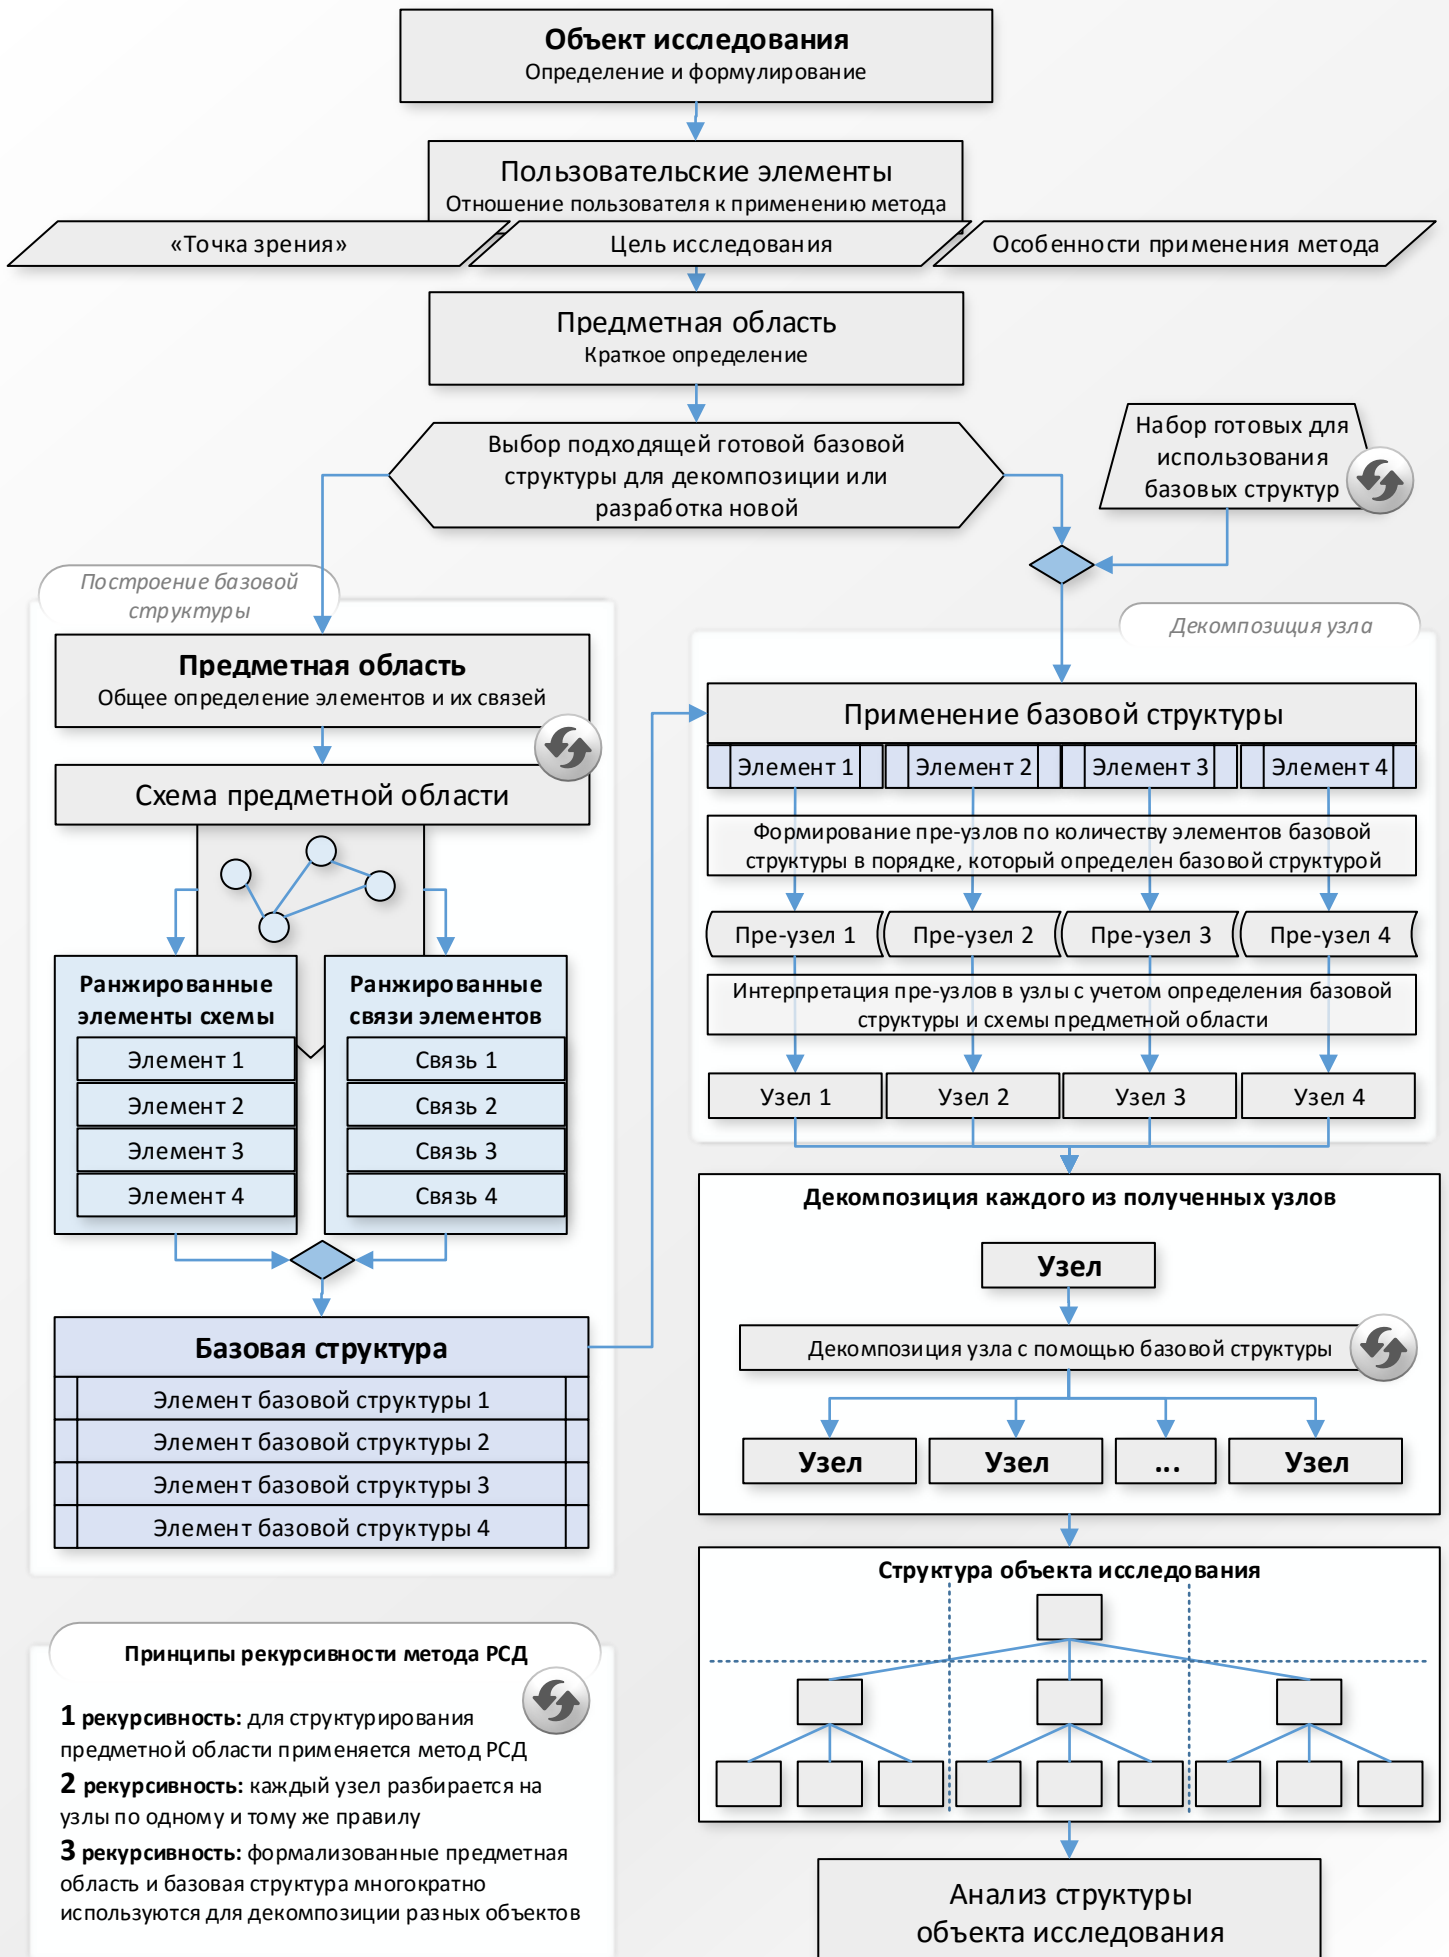 Объект исследования
Определение и формулирование
Пользовательские элементы
Отношение пользователя к применению метода
«Точка зрения»
Цель исследования
Особенности применения метода
Предметная область
Краткое определение
Выбор подходящей готовой базовой
структуры для декомпозиции или
разработка новой
Набор готовых для
использования
базовых структур
Построение базовой
структуры
Предметная область
Общее определение элементов и их связей
Схема предметной области
Ранжированные
элементы схемы
Элемент 1
Элемент 2
Элемент 3
Элемент 4
Ранжированные
связи элементов
Связь 1
Связь 2
Связь 3
Связь 4
Базовая структура
Элемент базовой структуры 1
Элемент базовой структуры 2
Элемент базовой структуры 3
Элемент базовой структуры 4
Декомпозиция узла
Применение базовой структуры
Элемент 1
Элемент 2
Элемент 3
Элемент 4
Формирование пре-узлов по количеству элементов базовой
структуры в порядке, который определен базовой структурой
Пре-узел 1
Пре-узел 2
Пре-узел 3
Пре-узел 4
Интерпретация пре-узлов в узлы с учетом определения базовой
структуры и схемы предметной области
Узел 1
Узел 2
Узел 3
Узел 4
Декомпозиция каждого из полученных узлов
Узел
Декомпозиция узла с помощью базовой структуры
Узел
Узел
...
Узел
Структура объекта исследования
Анализ структуры
объекта исследования
Принципы рекурсивности метода РСД
1 рекурсивность: для структурирования
предметной области применяется метод РСД
2 рекурсивность: каждый узел разбирается на
узлы по одному и тому же правилу
3 рекурсивность: формализованные предметная
область и базовая структура многократно
используются для декомпозиции разных объектов